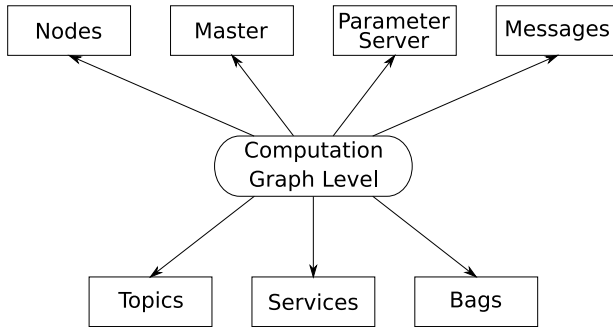 Nodes
Master
Parameter
Server
Messages
Computation
Graph Level
Topics
Services
Bags